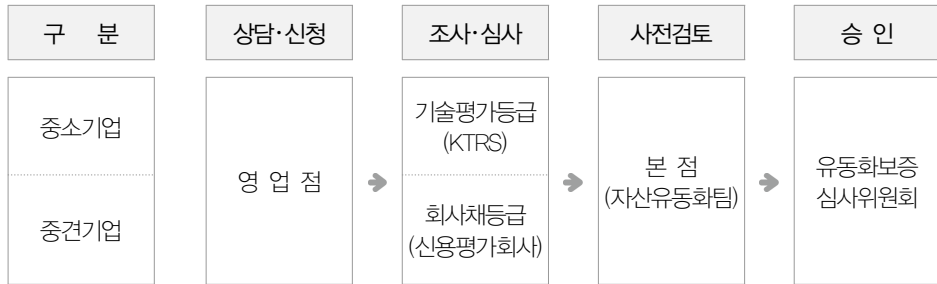 구 분
상담·신청
조사·심사
사전검토
승 인
중소기업
중견기업
영 업 점
기술평가등급
(KTRS)
회사채등급
(신용평가회사)
본 점
(자산유동화팀)
유동화보증
심사위원회